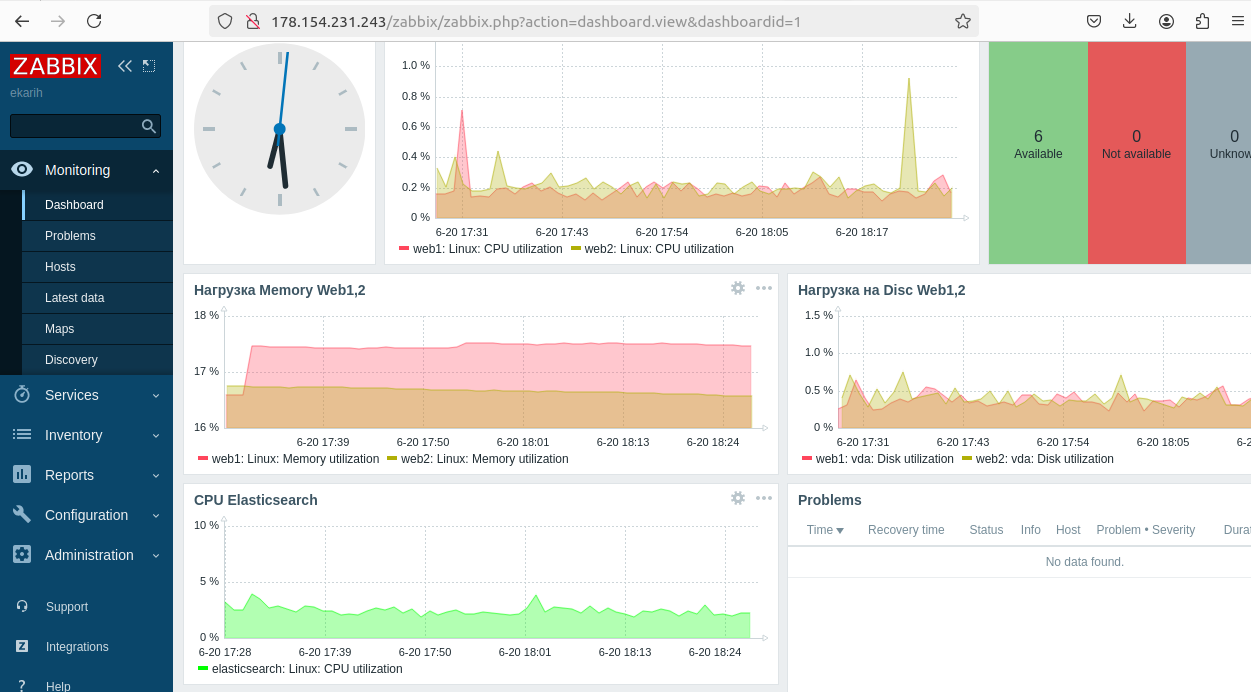 178.154.231.243/zabbix/zabbix.php?action=dashboard.view&dashboardid=1
ZABBIX
ekarih
Monitoring
Dashboard
Problems
Hosts
Latest data
Maps
Discovery
Services
Inventory
Reports
Configuration
Administration
Support
Integrations
Help
1.0 %
0.8 %
0.6 %
0.4 %
0.2 %
0 %
6-20 17:31 6-20 17:43 6-20 17:54 6-20 18:05 6-20 18:17
web1: Linux: CPU utilization web2: Linux: CPU utilization
6 0 0
Available Not available Unknow
Нагрузка Memory Web1,2
18 %
17 %
16 %
6-20 17:39 6-20 17:50 6-20 18:01 6-20 18:13 6-20 18:24
web1: Linux: Memory utilization web2: Linux: Memory utilization
Нагрузка на Disc Web1,2
1.5 %
1.0 %
0.5 %
0 %
6-20 17:31 6-20 17:43 6-20 17:54 6-20 18:05 6-2
web1: vda: Disk utilization web2: vda: Disk utilization
CPU Elasticsearch
10 %
5 %
0 %
6-20 17:28 6-20 17:39 6-20 17:50 6-20 18:01 6-20 18:13 6-20 18:24
elasticsearch: Linux: CPU utilization
Problems
Time Recovery time Status Info Host Problem • Severity Durat
No data found.